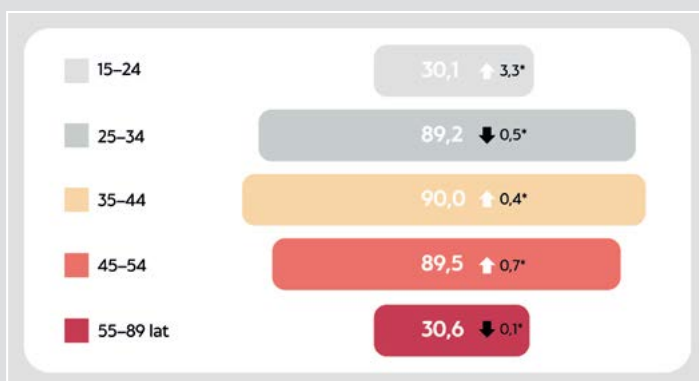 15–24 30,1 3,3*
25–34 89,2 0,5*
35–44 90,0 0,4*
45–54 89,5 0,7*
55–89 lat 30,6 0,1*